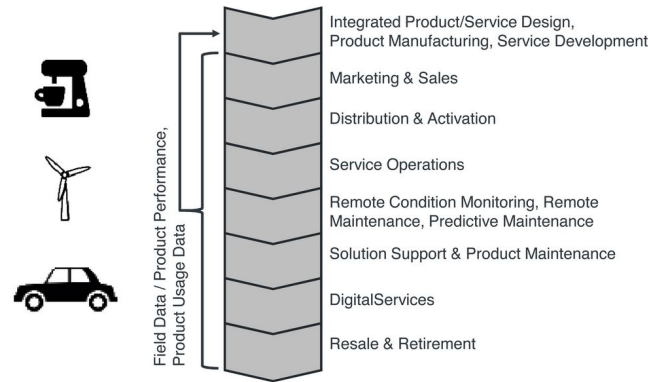 Integrated Product/Service Design,
Product Manufacturing, Service Development
Marketing & Sales
Distribution & Activation
Service Operations
Remote Condition Monitoring, Remote
Maintenance, Predictive Maintenance
Solution Support & Product Maintenance
DigitalServices
Resale & Retirement
Field Data / Product Performance,
Product Usage Data